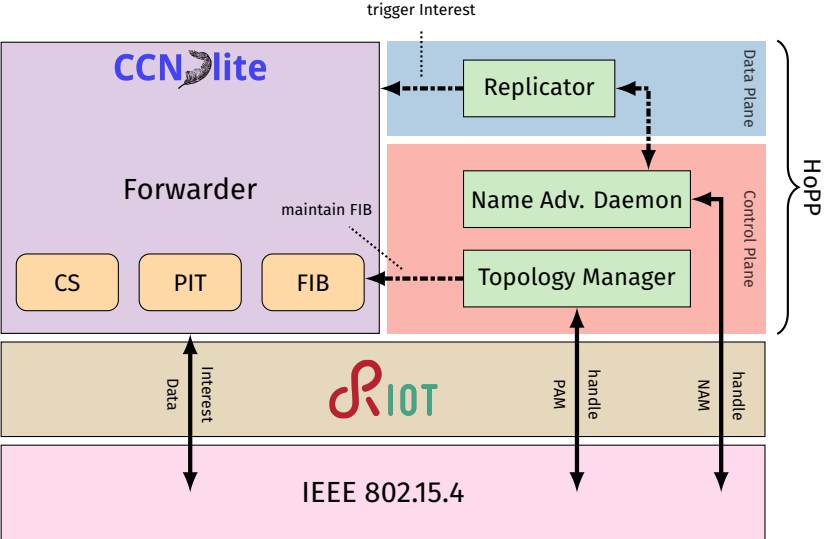 trigger Interest
CCN lite
Replicator
Data Plane
Forwarder
Name Adv. Daemon
Control Plane
HoPP
maintain FIB
CS
PIT
FIB
Topology Manager
Interest
Data
RIOT
handle
PAM
handle
NAM
IEEE 802.15.4